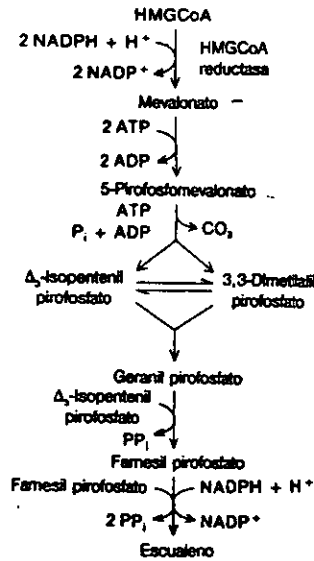 HMGCoA
2 NADPH + H⁺
HMGCoA
reductasa
2 NADP⁺
Mevalonato
2 ATP
2 ADP
5-Pirofosfomevalonato
ATP
Pᵢ + ADP
CO₂
Δ₃-Isopentenil
pirofosfato
3,3-Dimetilalil
pirofosfato
Geranil pirofosfato
Δ₃-Isopentenil
pirofosfato
PPᵢ
Farnesil pirofosfato
Farnesil pirofosfato
NADPH + H⁺
2 PPᵢ
NADP⁺
Escualeno